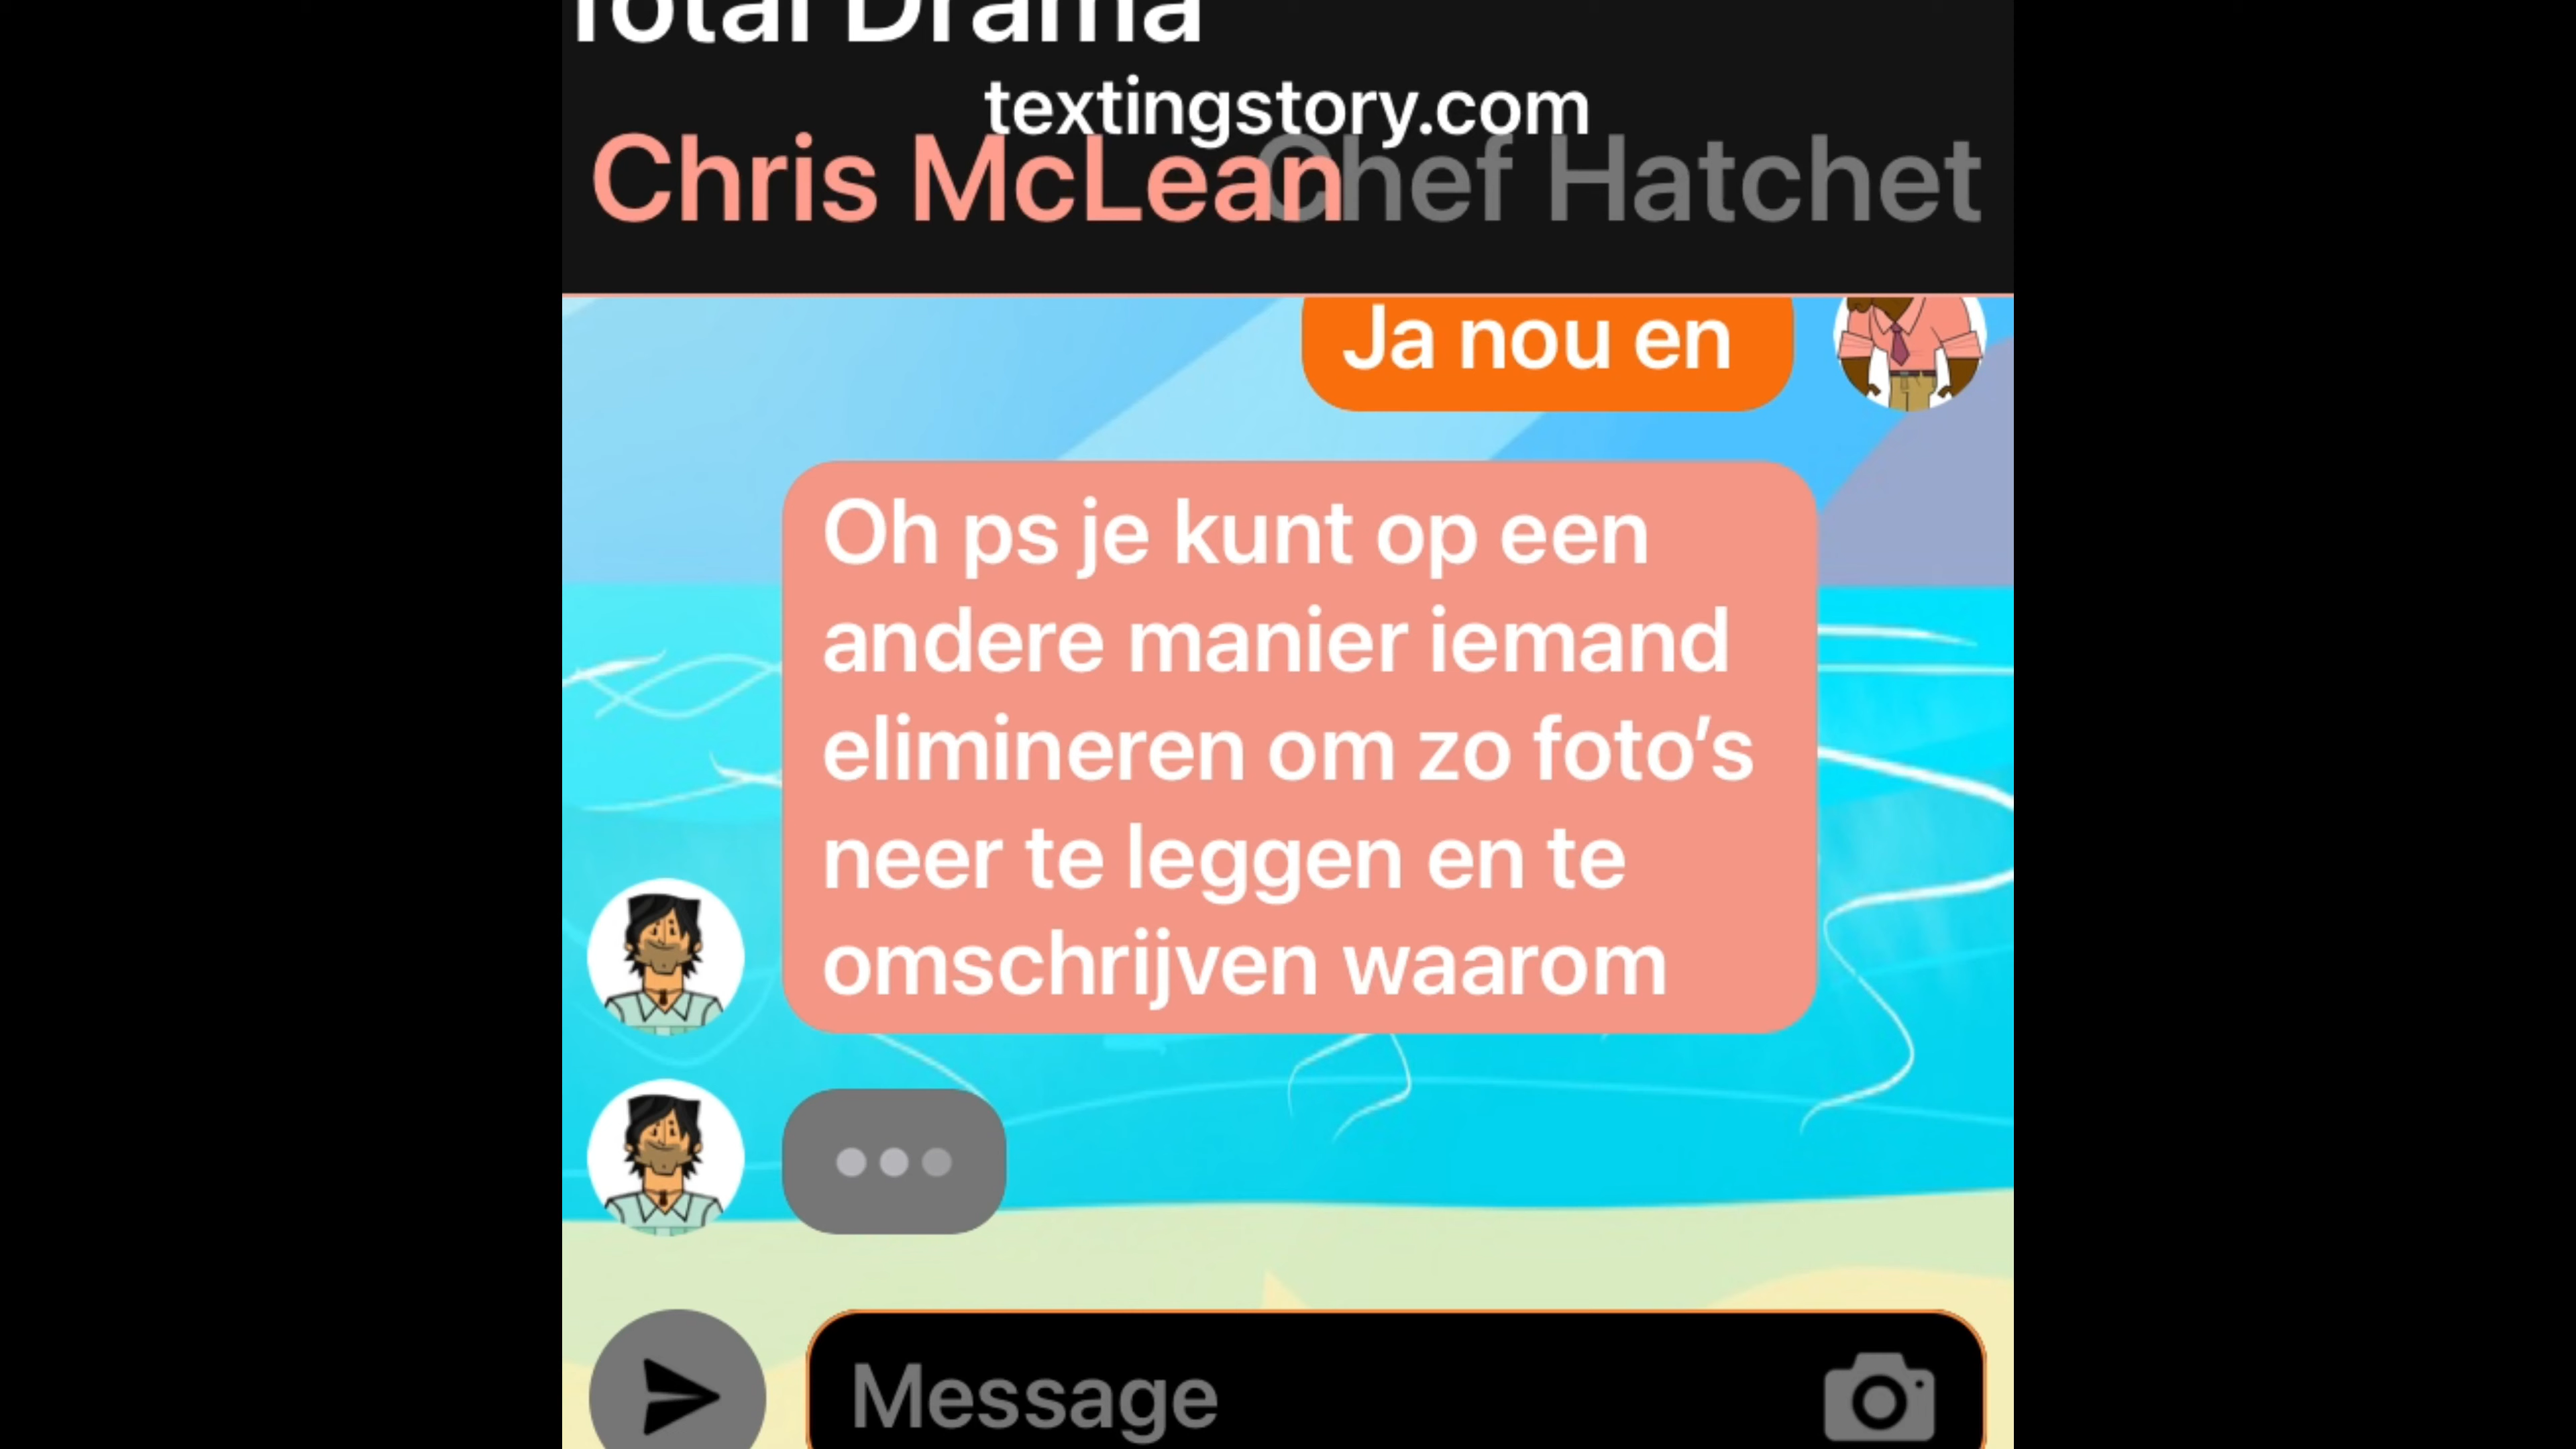 Total Drama
textingstory.com
Chris McLean
Chef Hatchet
Ja nou en
Oh ps je kunt op een
andere manier iemand
elimineren om zo foto’s
neer te leggen en te
omschrijven waarom
Message